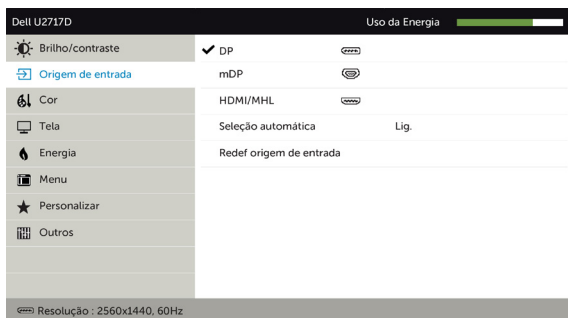 Dell U2717D
Uso da Energia
Brilho/contraste
Origem de entrada
Cor
Tela
Energia
Menu
Personalizar
Outros
DP
mDP
HDMI/MHL
Seleção automática Lig.
Redef origem de entrada
Resolução : 2560x1440, 60Hz